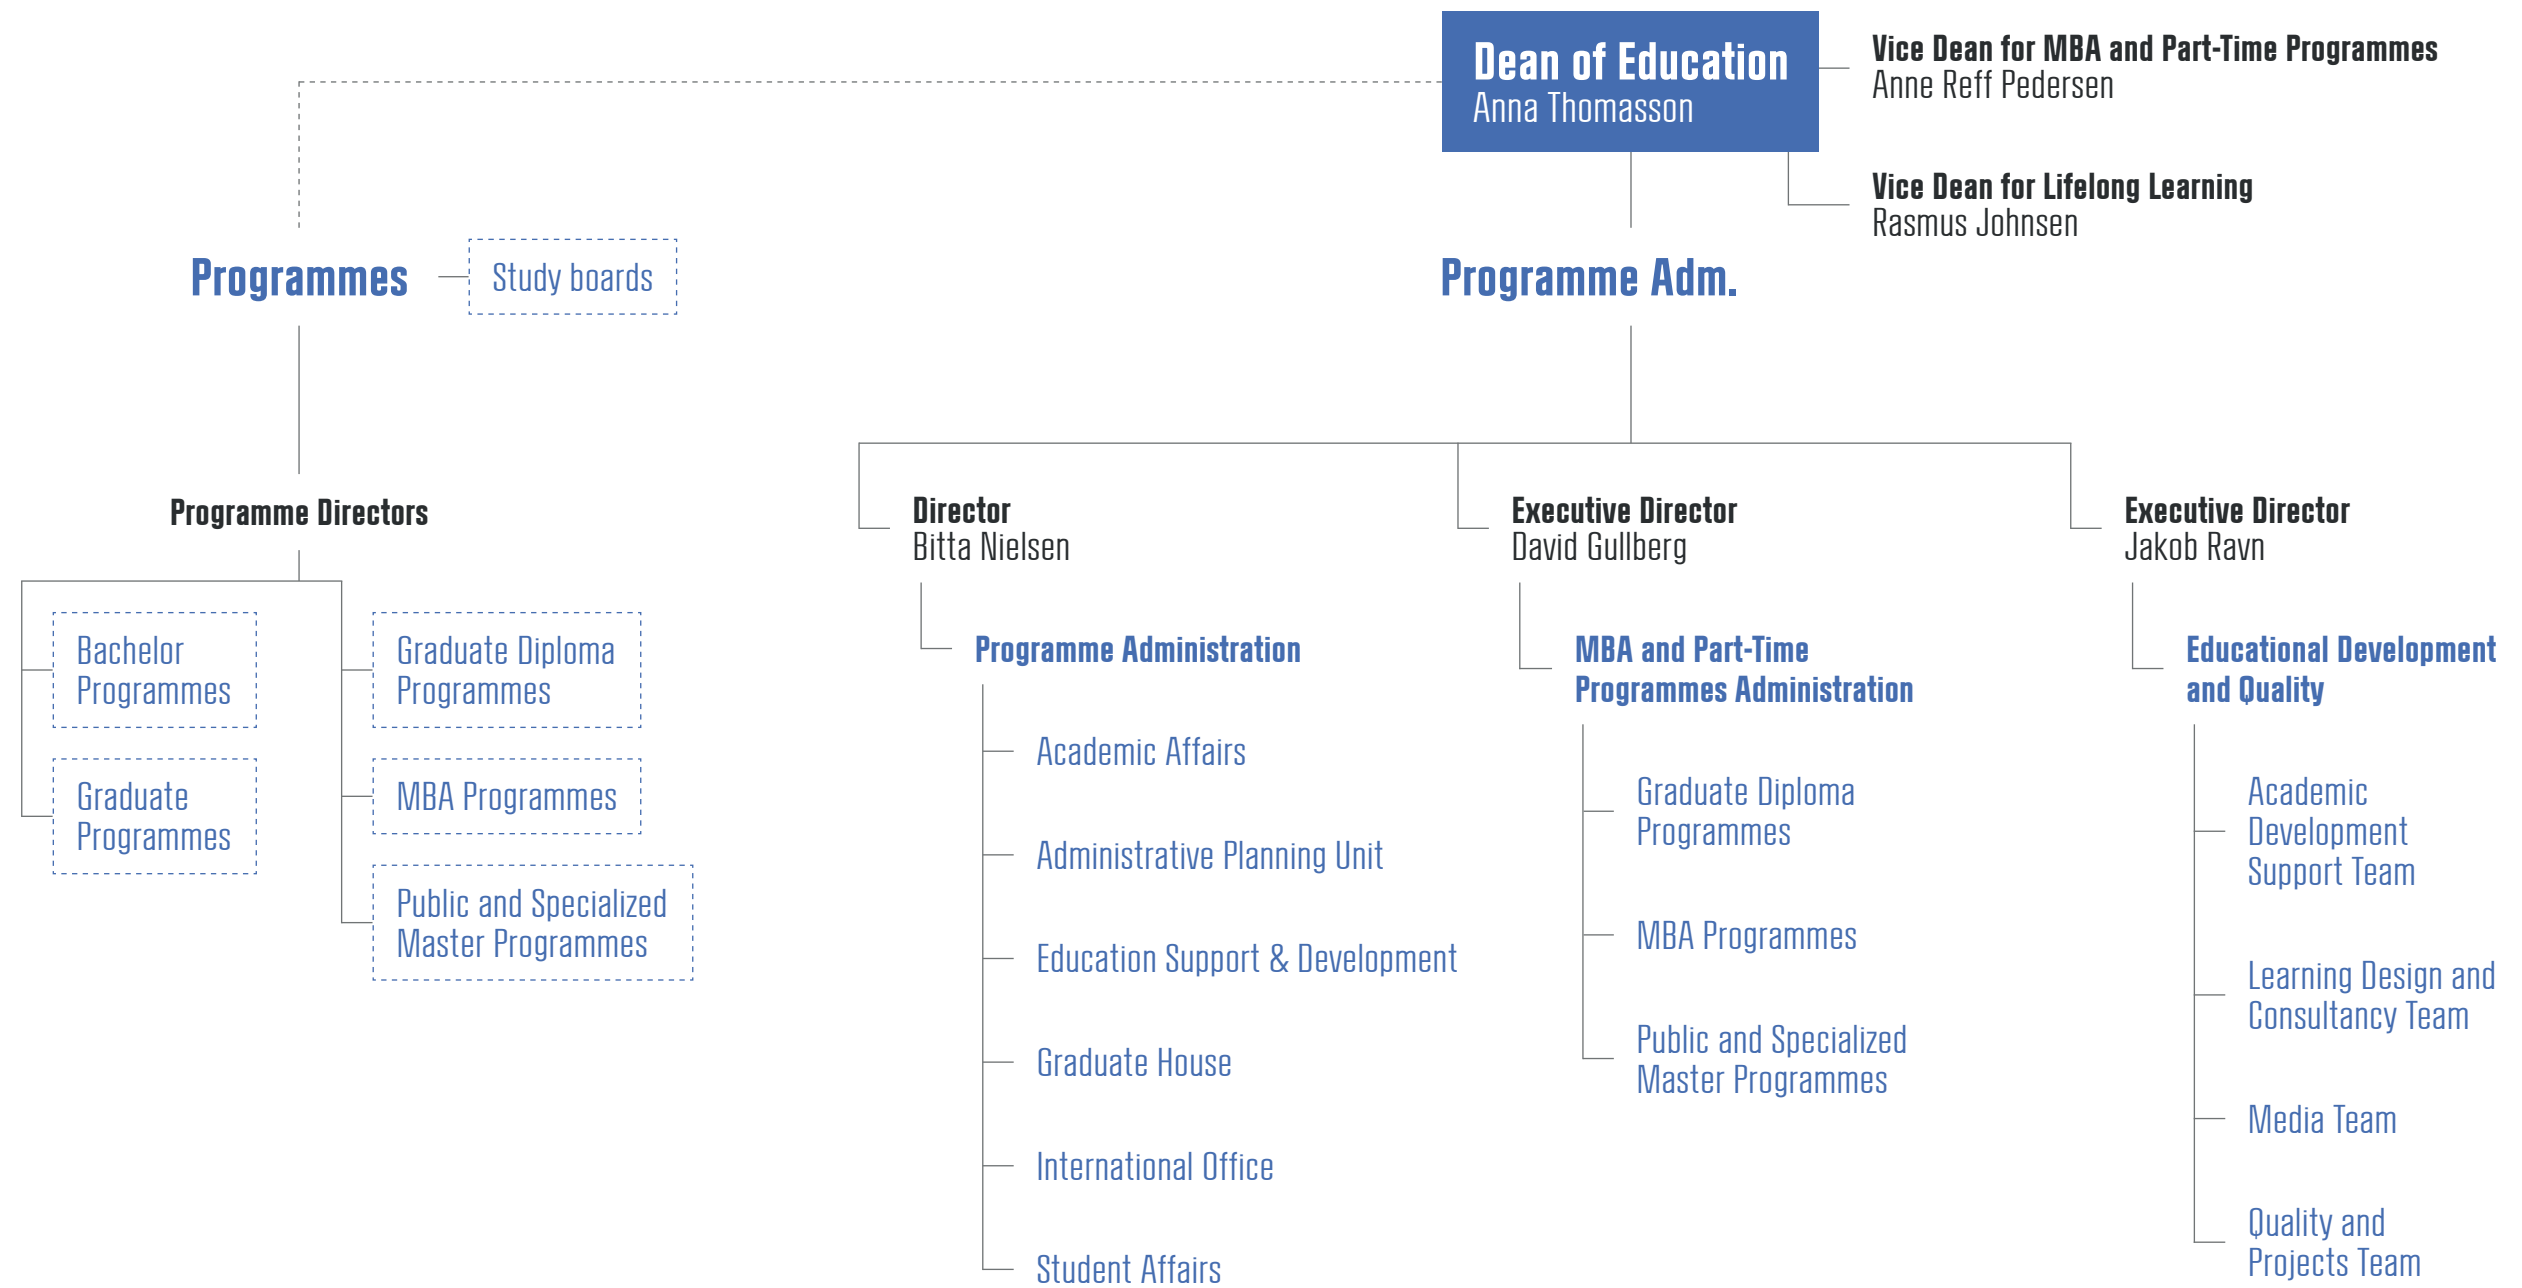 Dean of Education
Anna Thomasson
Vice Dean for MBA and Part-Time Programmes
Anne Reff Pedersen
Vice Dean for Lifelong Learning
Rasmus Johnsen
Programmes
Study boards
Programme Adm.
Programme Directors
Bachelor
Programmes
Graduate
Programmes
Graduate Diploma
Programmes
MBA Programmes
Public and Specialized
Master Programmes
Director
Bitta Nielsen
Programme Administration
Academic Affairs
Administrative Planning Unit
Education Support & Development
Graduate House
International Office
Student Affairs
Executive Director
David Gullberg
MBA and Part-Time
Programmes Administration
Graduate Diploma
Programmes
MBA Programmes
Public and Specialized
Master Programmes
Executive Director
Jakob Ravn
Educational Development
and Quality
Academic
Development
Support Team
Learning Design and
Consultancy Team
Media Team
Quality and
Projects Team